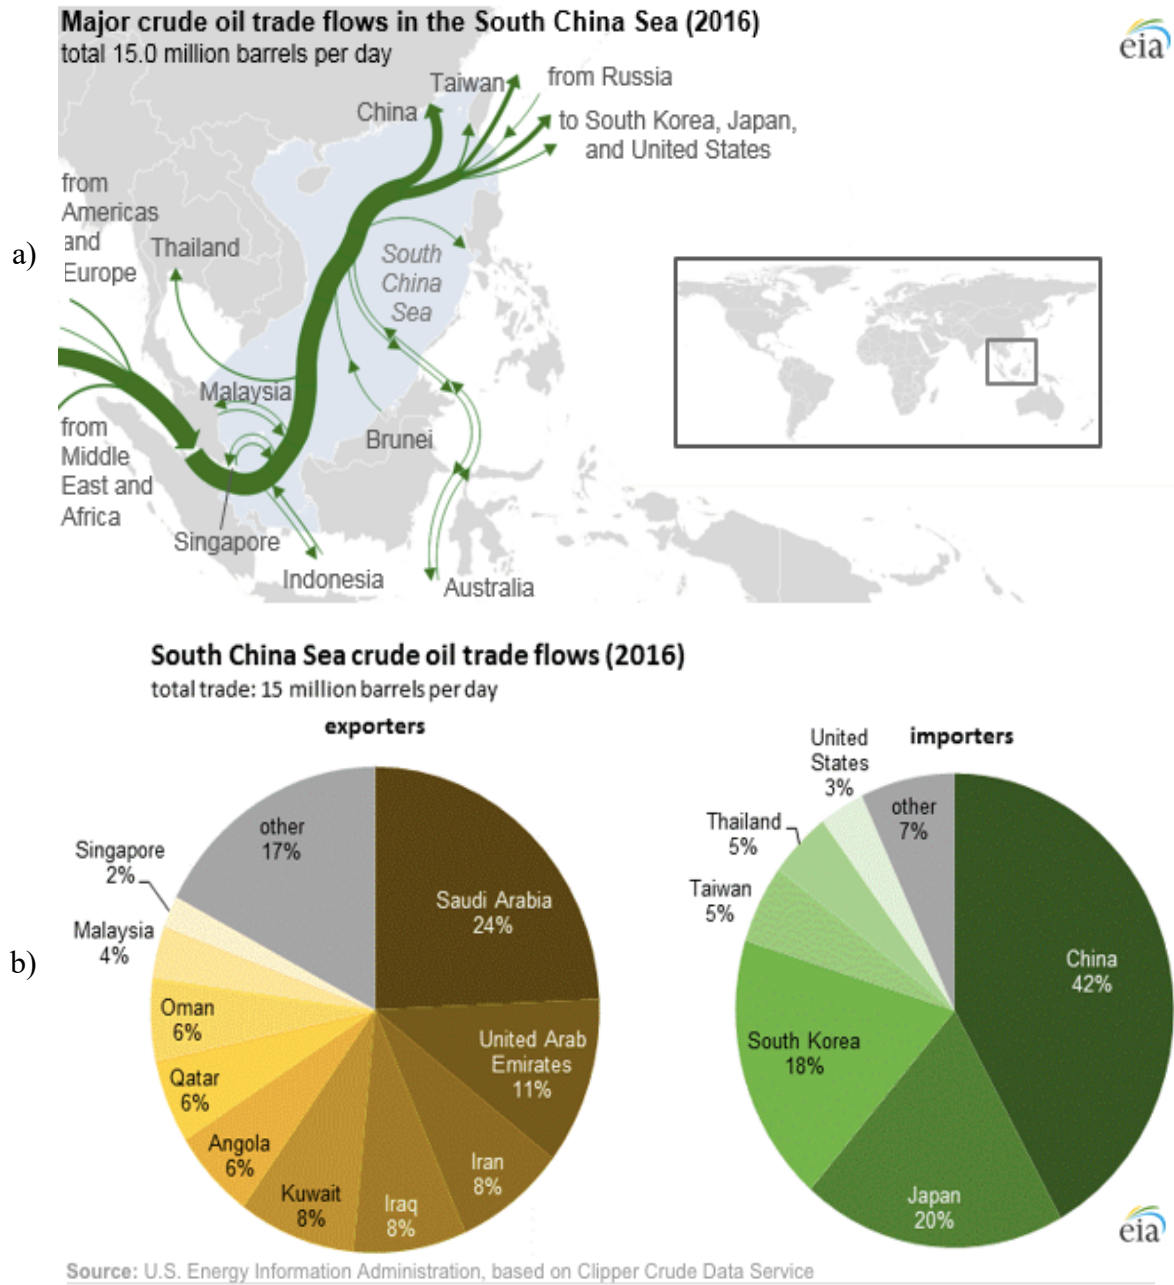 Major crude oil trade flows in the South China Sea (2016)
total 15.0 million barrels per day
eia
Taiwan
from Russia
China
to South Korea, Japan,
and United States
from
Americas
and
Europe
Thailand
a)
South
China
Sea
Malaysia
Brunei
from
Middle
East and
Africa
Singapore
Indonesia
Australia
South China Sea crude oil trade flows (2016)
total trade: 15 million barrels per day
exporters
other
17%
Singapore
2%
Malaysia
4%
Oman
6%
Qatar
6%
Angola
6%
Kuwait
8%
Iraq
8%
Iran
8%
United Arab
Emirates
11%
Saudi Arabia
24%
b)
importers
United
States
3%
other
7%
Thailand
5%
Taiwan
5%
South Korea
18%
Japan
20%
China
42%
eia
Source: U.S. Energy Information Administration, based on Clipper Crude Data Service